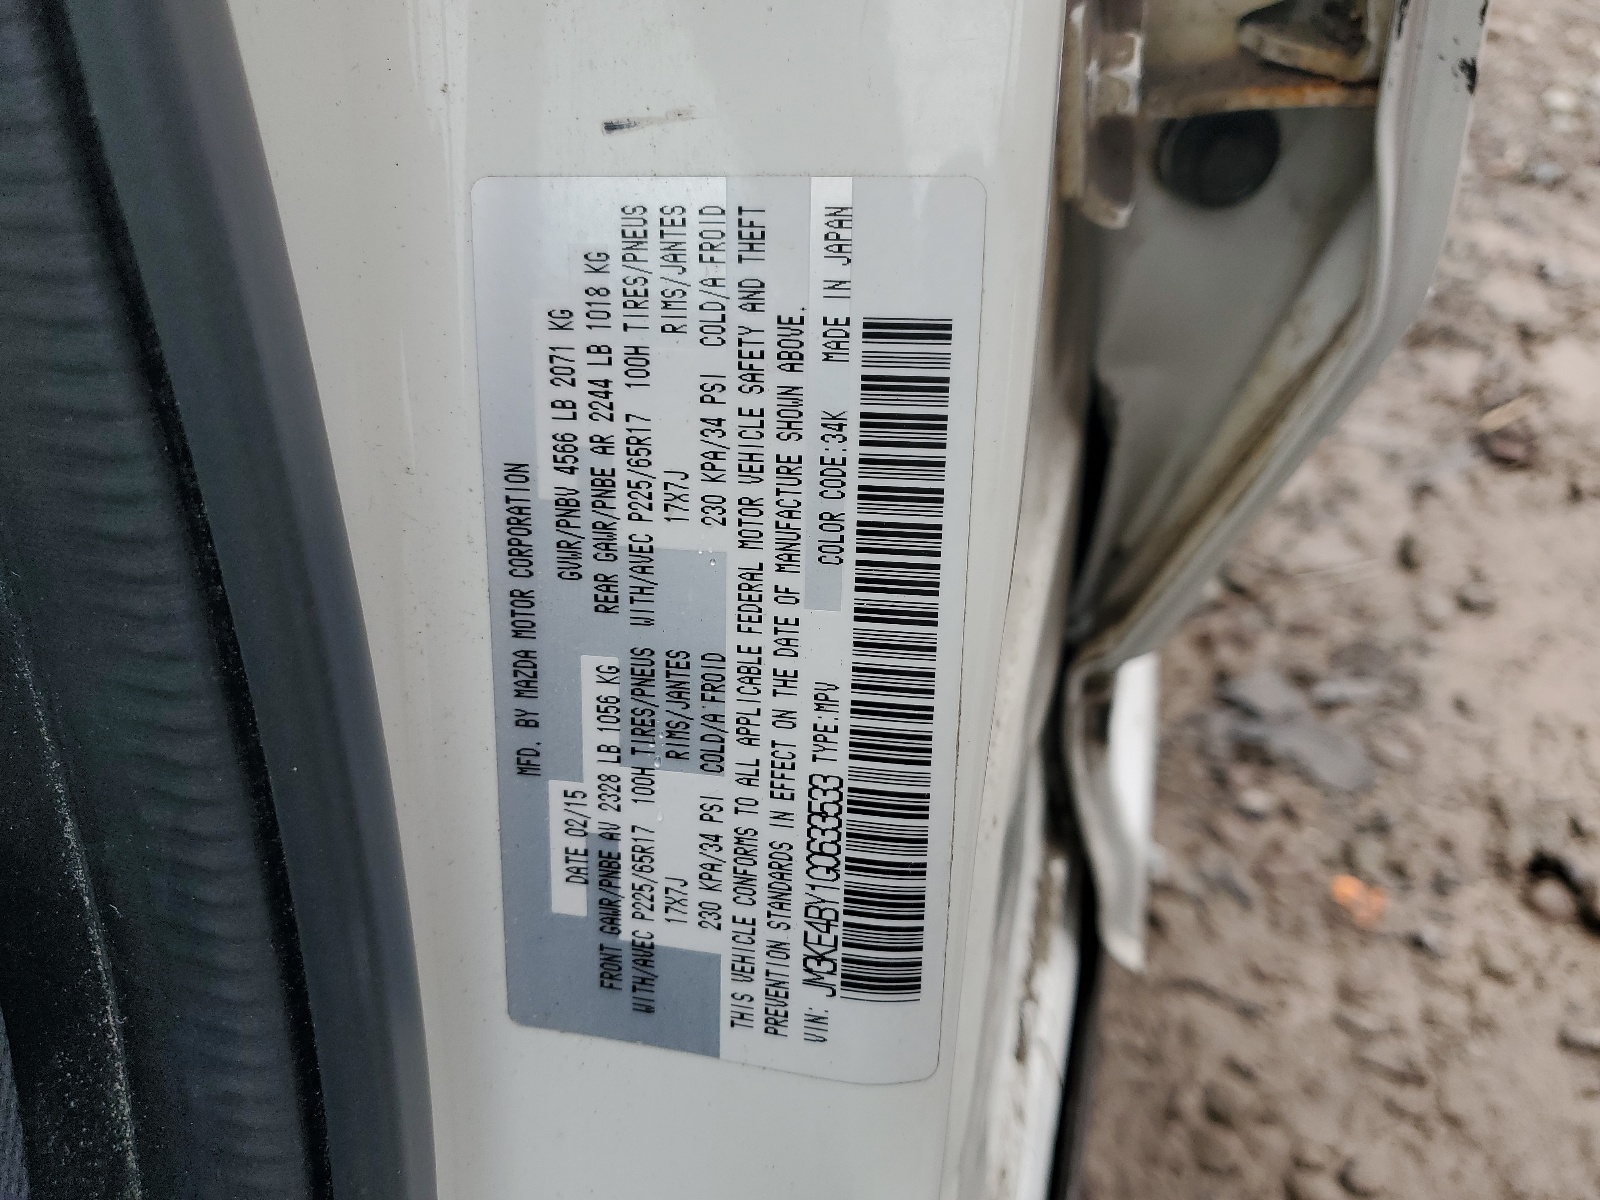 MFD. BY MAZDA MOTOR CORPORATION
DATE 02/15 GVWR/PNBV 4566 LB 2071 KG
FRONT GAWR/PNBE AV 2328 LB 1056 KG REAR GAWR/PNBE AR 2244 LB 1018 KG
WITH/AVEC P225/65R17 100H TIRES/PNEUS WITH/AVEC P225/65R17 100H TIRES/PNEUS
17X7J RIMS/JANTES 17X7J RIMS/JANTES
230 KPA/34 PSI COLD/A FROID 230 KPA/34 PSI COLD/A FROID
THIS VEHICLE CONFORMS TO ALL APPLICABLE FEDERAL MOTOR VEHICLE SAFETY AND THEFT
PREVENTION STANDARDS IN EFFECT ON THE DATE OF MANUFACTURE SHOWN ABOVE.
VIN: JM3KE4BY1G0633533 TYPE:MPV COLOR CODE:34K MADE IN JAPAN